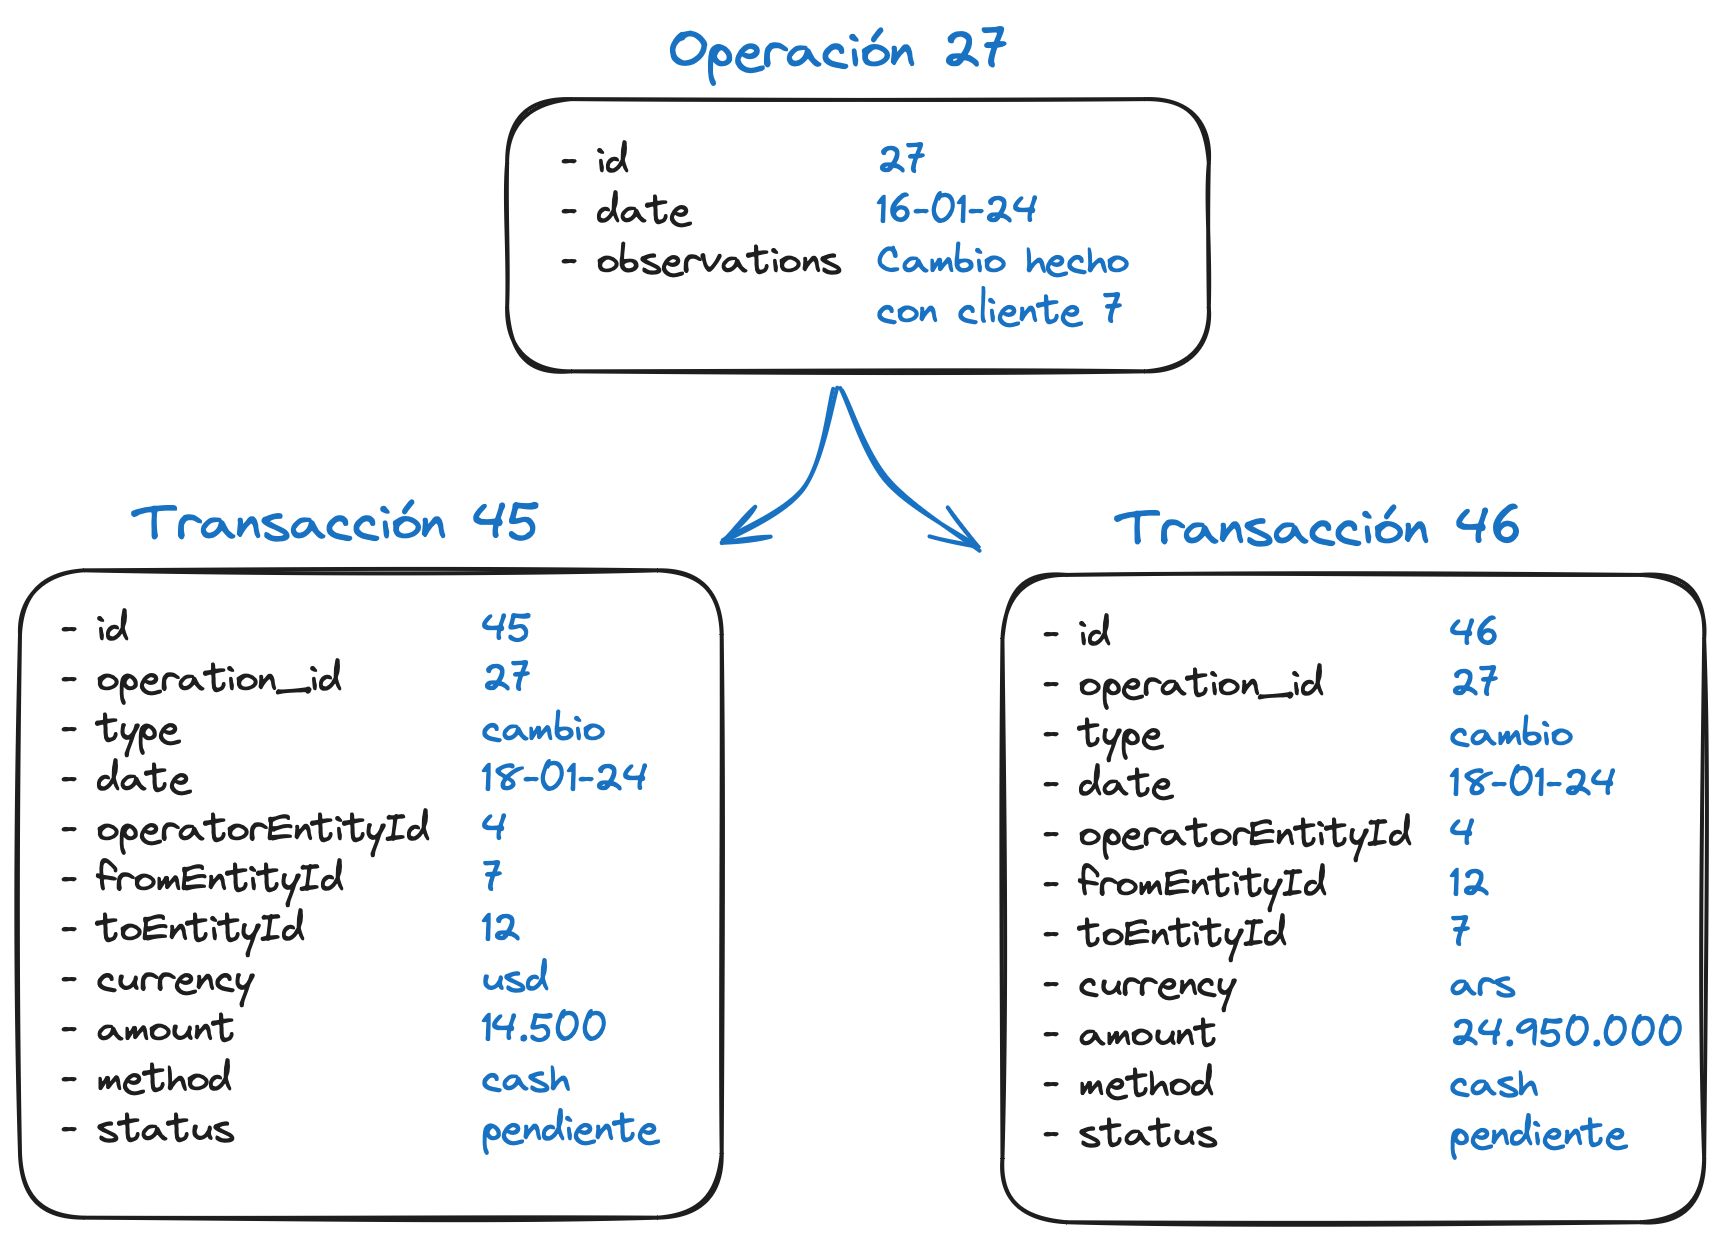 Operación 27
- id 27
- date 16-01-24
- observations Cambio hecho
con cliente 7
Transacción 45
- id 45
- operation_id 27
- type cambio
- date 18-01-24
- operatorEntityId 4
- fromEntityId 7
- toEntityId 12
- currency usd
- amount 14.500
- method cash
- status pendiente
Transacción 46
- id 46
- operation_id 27
- type cambio
- date 18-01-24
- operatorEntityId 4
- fromEntityId 12
- toEntityId 7
- currency ars
- amount 24.950.000
- method cash
- status pendiente